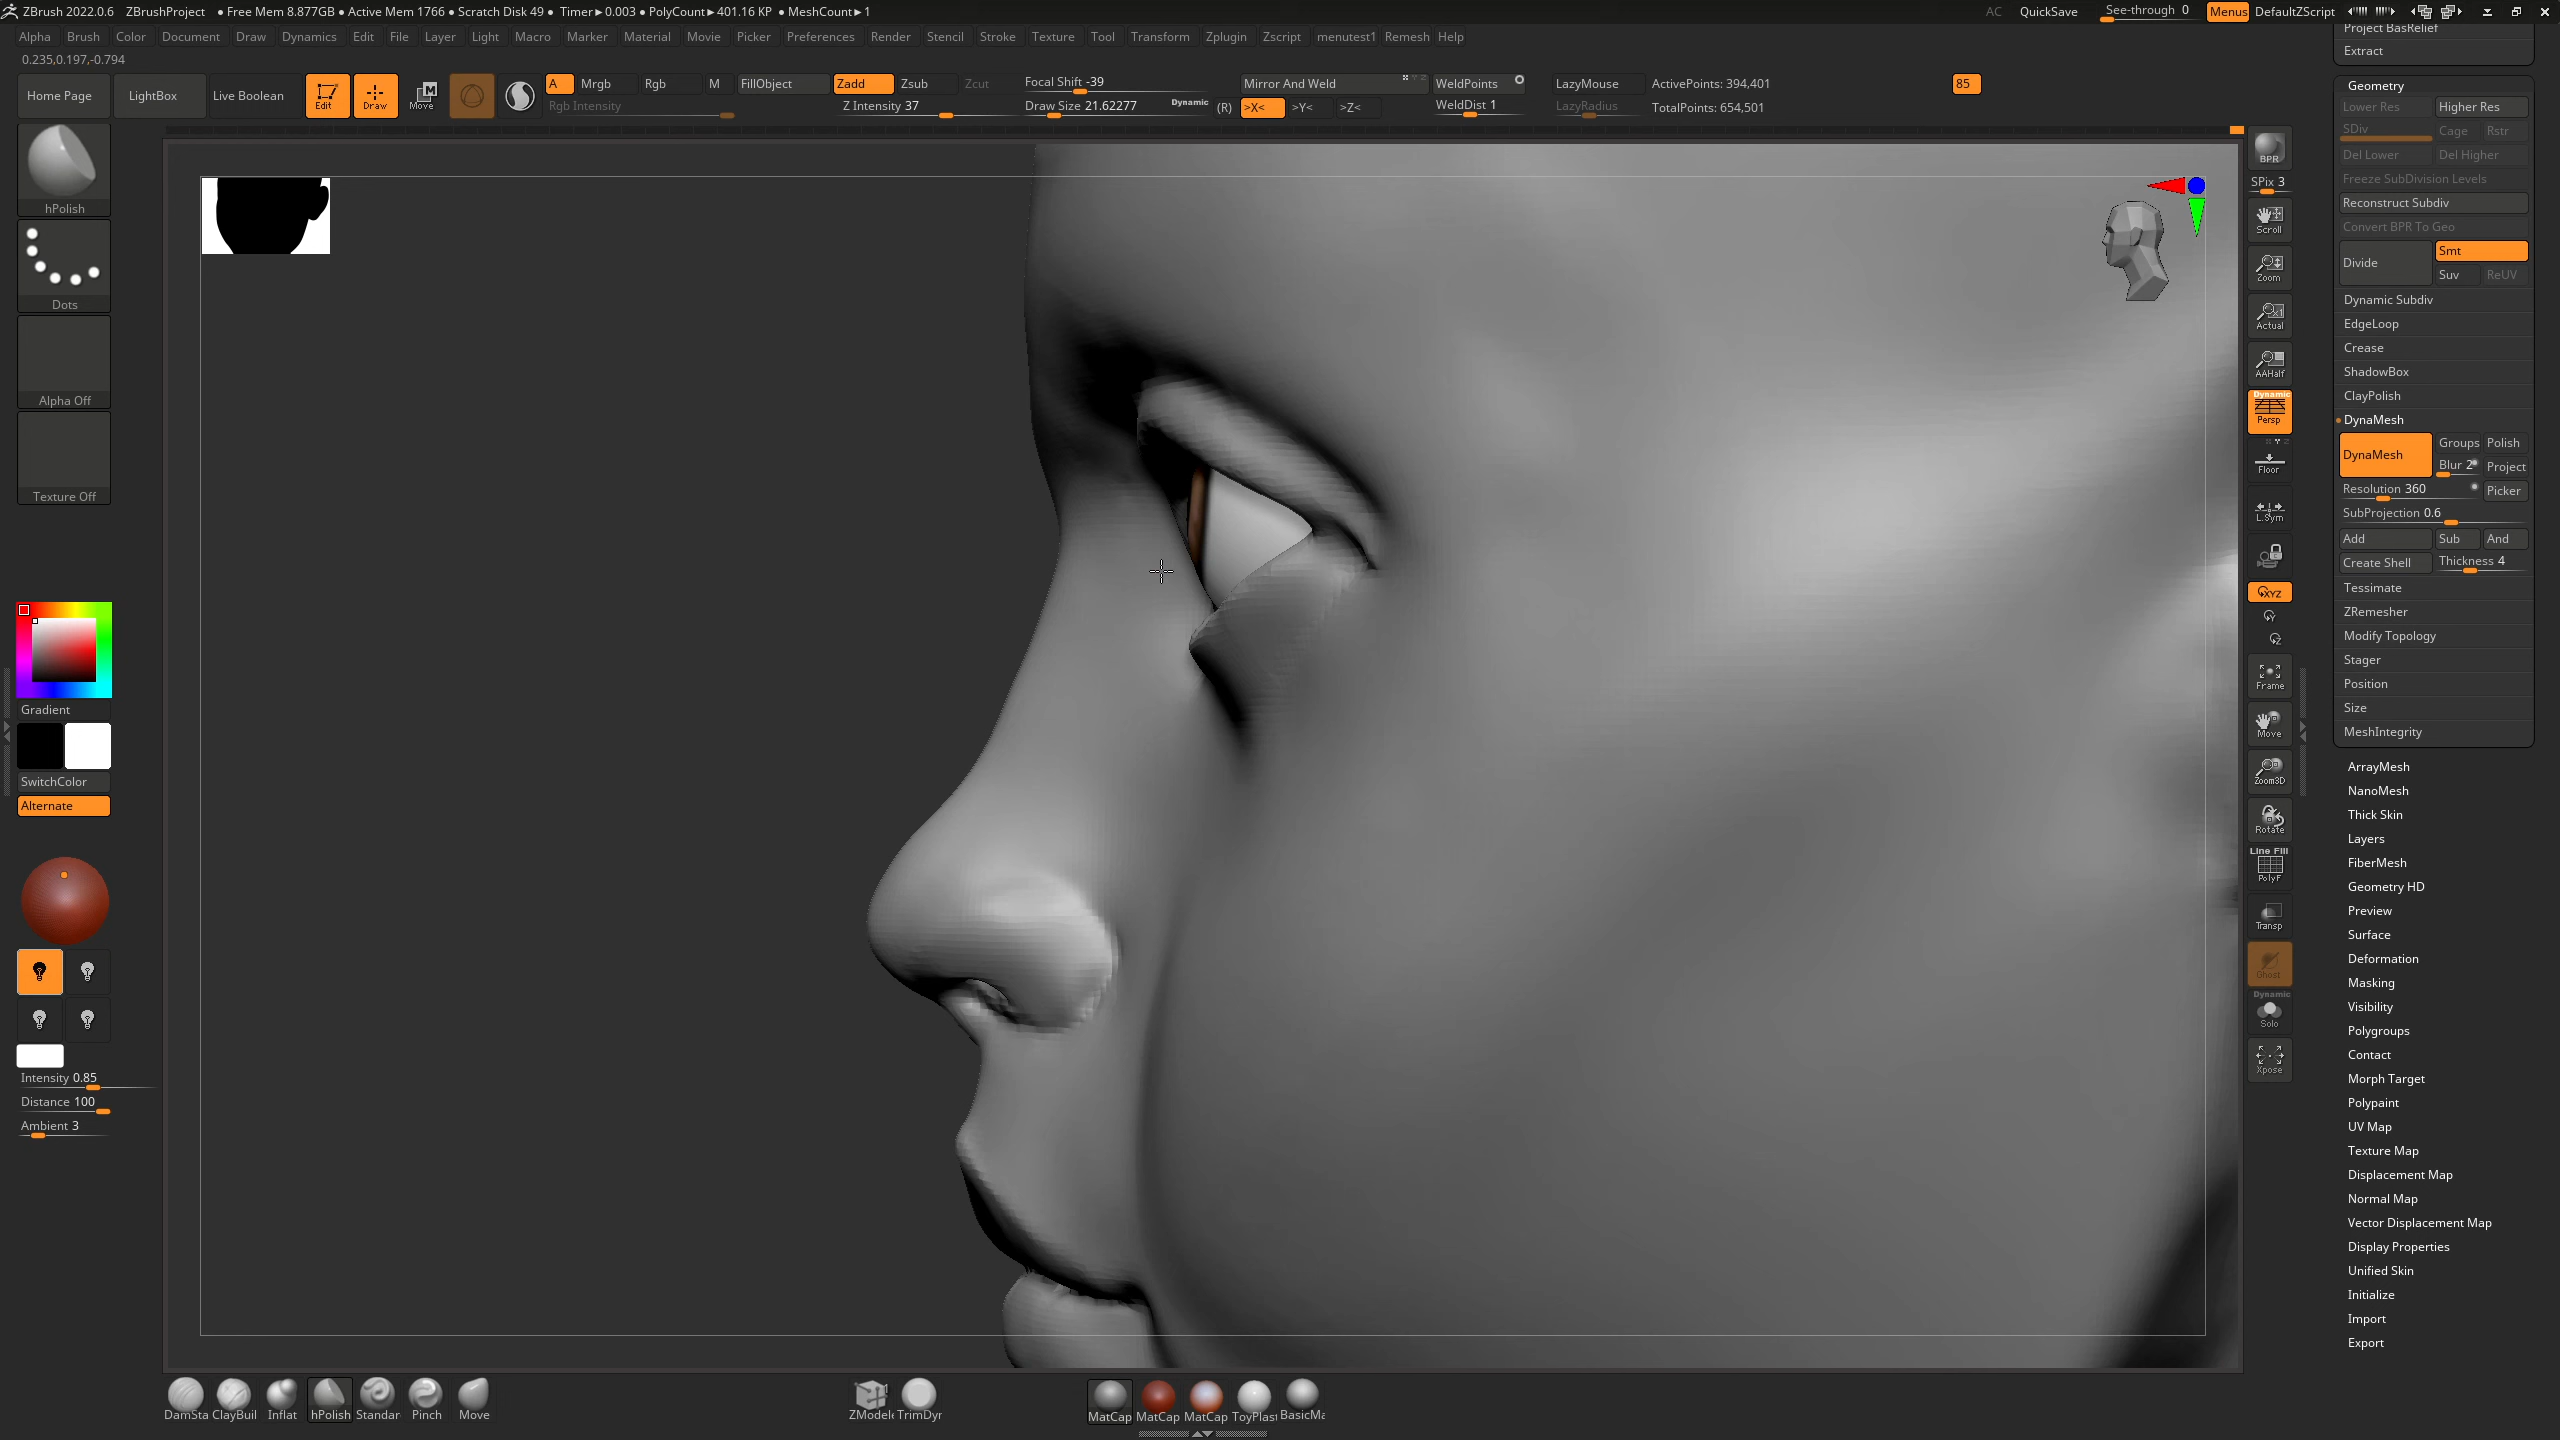 ZBrush 2022.0.6 ZBrushProject • Free Mem 8.877GB • Active Mem 1766 • Scratch Disk 49 • Timer▸0.003 • PolyCount▸401.16 KP • MeshCount▸1
AC QuickSave See-through 0 Menus DefaultZScript
Alpha Brush Color Document Draw Dynamics Edit File Layer Light Macro Marker Material Movie Picker Preferences Render Stencil Stroke Texture Tool Transform Zplugin Zscript menutest1 Remesh Help
0.235,0.197,-0.794
Home Page LightBox Live Boolean Edit Draw Move
A Mrgb Rgb M FillObject Zadd Zsub Zcut Focal Shift -39
Rgb Intensity Z Intensity 37 Draw Size 21.62277 Dynamic
Mirror And Weld WeldPoints LazyMouse ActivePoints: 394,401 85
(R) >X< >Y< >Z< WeldDist 1 LazyRadius TotalPoints: 654,501
hPolish
Dots
Alpha Off
Texture Off
Gradient
SwitchColor
Alternate
Intensity 0.85
Distance 100
Ambient 3
BPR
SPix 3
Scroll
Zoom
Actual
AAHalf
Dynamic
Persp
Floor
L.Sym
XYZ
Y
Z
Frame
Move
Zoom3D
Rotate
Line Fill
PolyF
Transp
Ghost
Dynamic
Solo
Xpose
Project BasRelief
Extract
Geometry
Lower Res Higher Res
SDiv Cage Rstr
Del Lower Del Higher
Freeze SubDivision Levels
Reconstruct Subdiv
Convert BPR To Geo
Divide Smt
Suv ReUV
Dynamic Subdiv
EdgeLoop
Crease
ShadowBox
ClayPolish
DynaMesh
DynaMesh Groups Polish
Blur 2 Project
Resolution 360 Picker
SubProjection 0.6
Add Sub And
Create Shell Thickness 4
Tessimate
ZRemesher
Modify Topology
Stager
Position
Size
MeshIntegrity
ArrayMesh
NanoMesh
Thick Skin
Layers
FiberMesh
Geometry HD
Preview
Surface
Deformation
Masking
Visibility
Polygroups
Contact
Morph Target
Polypaint
UV Map
Texture Map
Displacement Map
Normal Map
Vector Displacement Map
Display Properties
Unified Skin
Initialize
Import
Export
DamSta ClayBuil Inflat hPolish Standar Pinch Move ZModel TrimDyr MatCap MatCap MatCap ToyPlas BasicMa